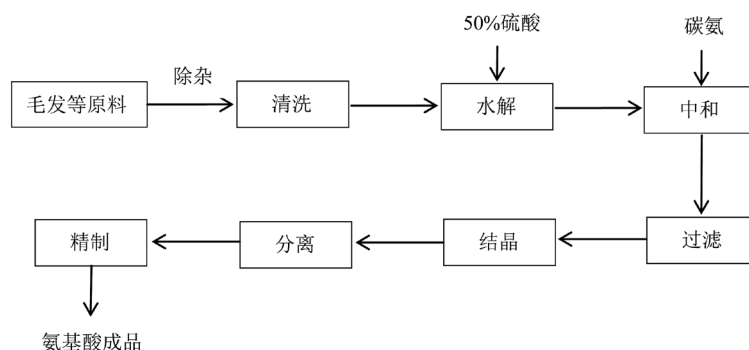 50%硫酸
碳氨
除杂
毛发等原料
清洗
水解
中和
精制
分离
结晶
过滤
氨基酸成品